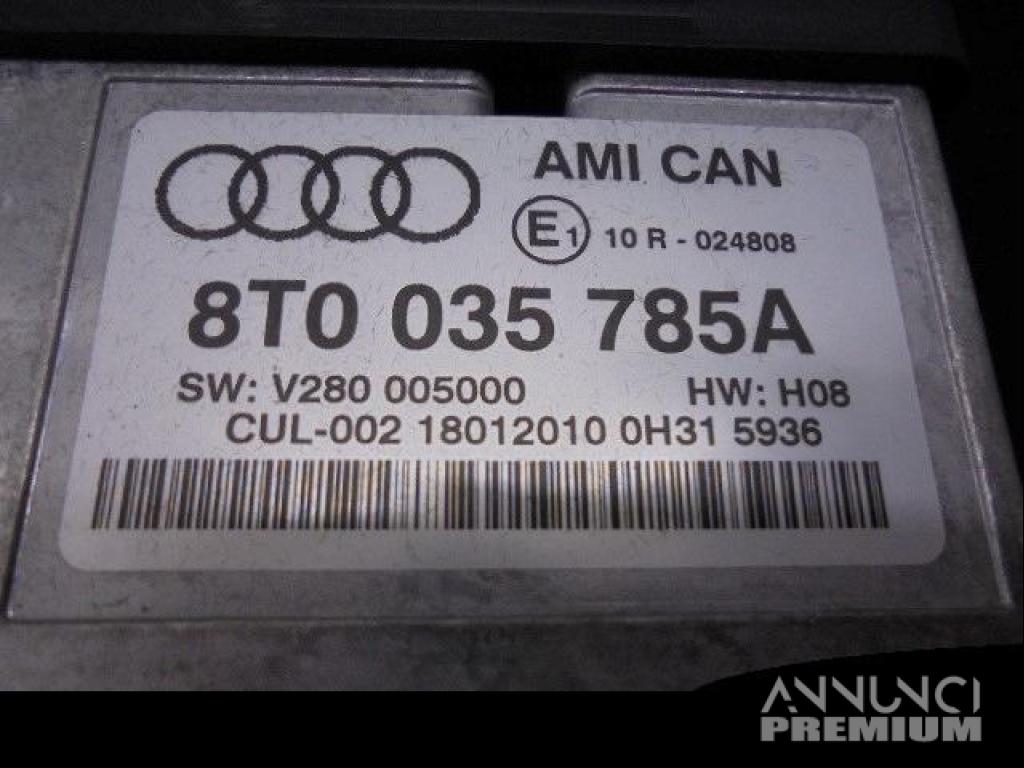 AMI CAN
E1 10 R - 024808
8T0 035 785A
SW: V280 005000 HW: H08
CUL-002 18012010 0H31 5936
ANNUNCI
PREMIUM